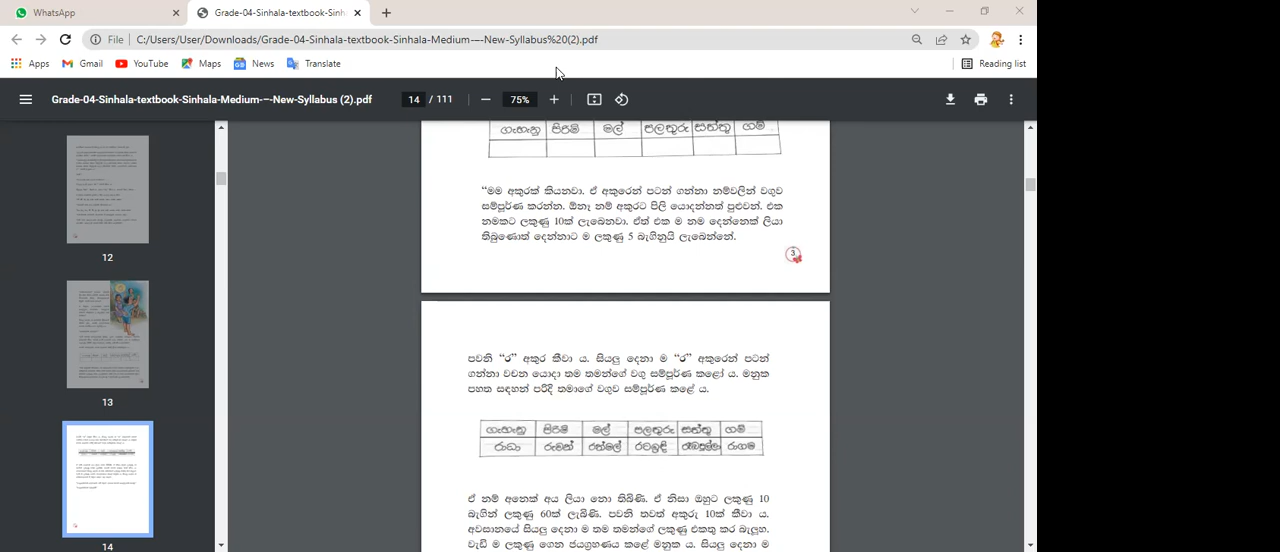 WhatsApp
Grade-04-Sinhala-textbook-Sinh
File
C:/Users/User/Downloads/Grade-04-Sinhala-textbook-Sinhala-Medium-–-New-Syllabus%20(2).pdf
Apps Gmail YouTube Maps News Translate Reading list
Grade-04-Sinhala-textbook-Sinhala-Medium-–-New-Syllabus (2).pdf 14 / 111 75%
ගැහැනු පිරිමි මල් පලතුරු සත්තු ගම්
"මම අකුරක් කියනවා. ඒ අකුරෙන් පටන් ගන්නා නම්වලින් වගුව
සම්පූර්ණ කරන්න. ඕනෑ නම් අකුරට පිලි යොදන්නත් පුළුවන්. එක
නමකට ලකුණු 10ක් ලැබෙනවා. ඒත් එක ම නම දෙන්නෙක් ලියා
තිබුණොත් දෙන්නාට ම ලකුණු 5 බැගිනුයි ලැබෙන්නේ.
3
12
13
14
පවනි "ර" අකුර කීවා ය. සියලු දෙනා ම "ර" අකුරෙන් පටන්
ගන්නා වචන යොදා තම තමන්ගේ වගු සම්පූර්ණ කළෝ ය. මනුක
පහත සඳහන් පරිදි තමාගේ වගුව සම්පූර්ණ කළේ ය.
ගැහැනු පිරිමි මල් පලතුරු සත්තු ගම්
රාධා රුවන් රත්මල් රටබුඳි රාගම
ඒ නම් අනෙක් අය ලියා නො තිබිණි. ඒ නිසා ඔහුට ලකුණු 10
බැගින් ලකුණු 60ක් ලැබිණි. පවනි තවත් අකුරු 10ක් කීවා ය.
අවසානයේ සියලු දෙනා ම තම තමන්ගේ ලකුණු එකතු කර බැලූහ.
වැඩි ම ලකුණු ගෙන ජයග්‍රහණය කළේ මනුක ය. සියලු දෙනා ම